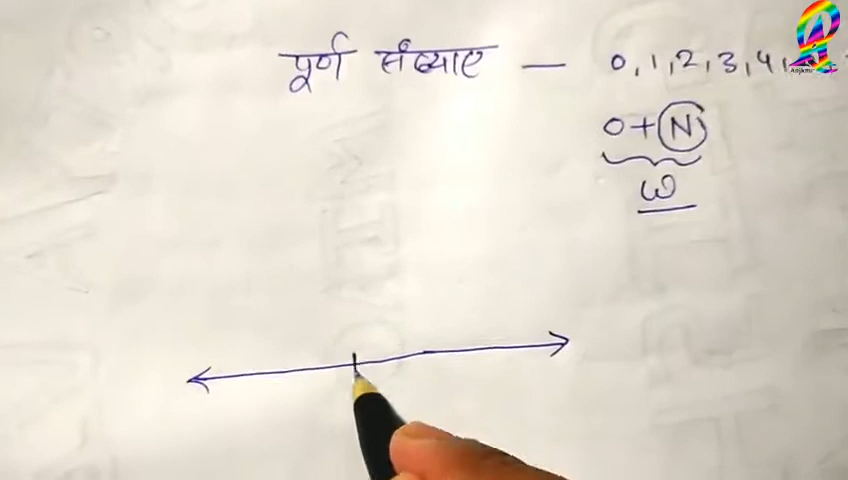 पूर्ण संख्याए — 0, 1, 2, 3, 4,
0 + N
W